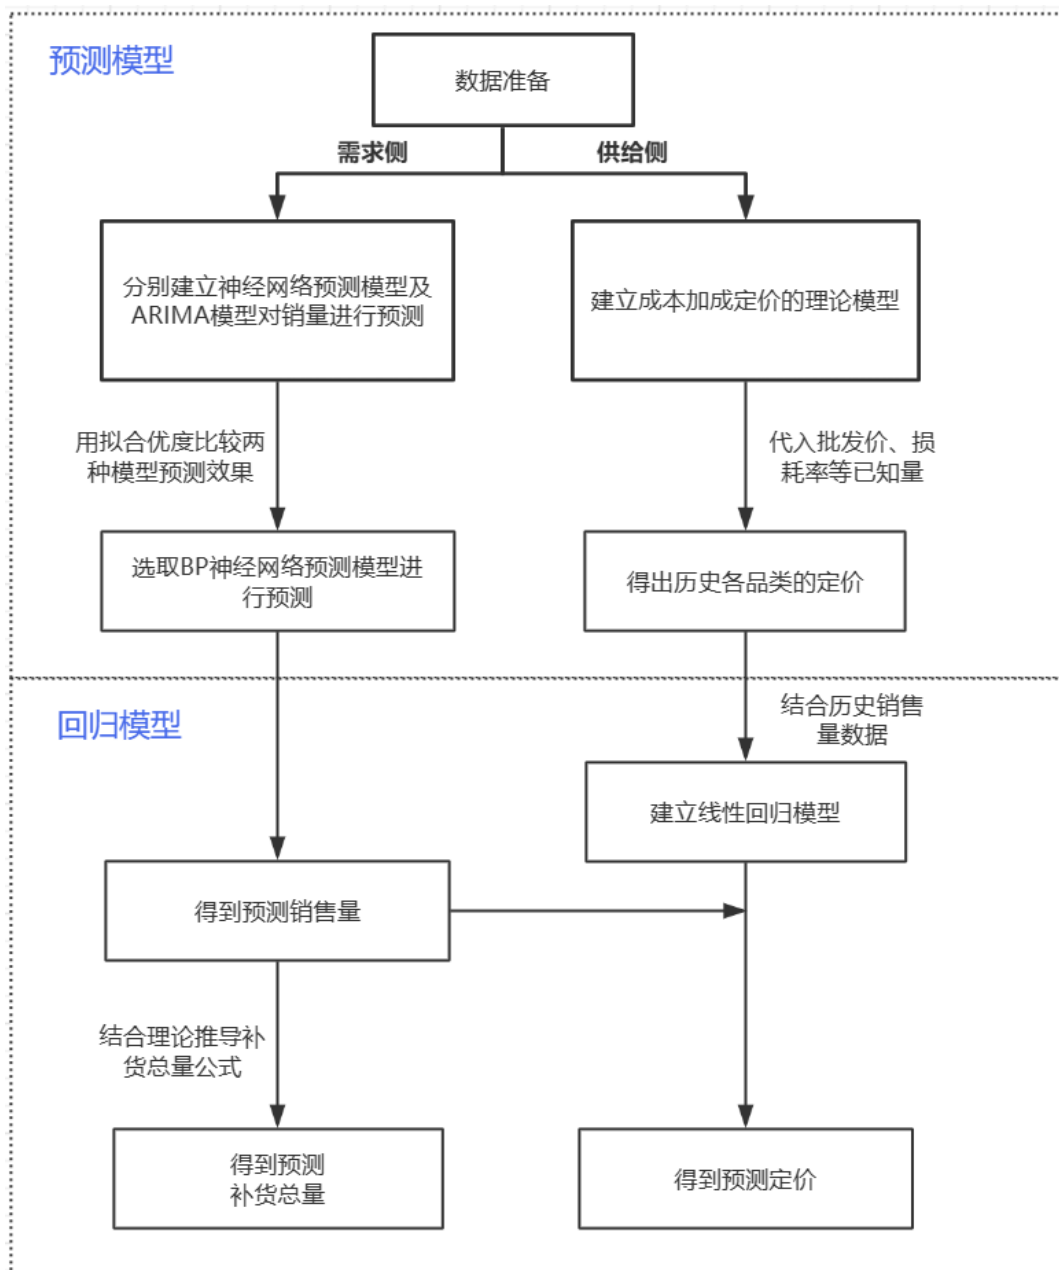 预测模型
数据准备
需求侧
供给侧
分别建立神经网络预测模型及
ARIMA模型对销量进行预测
建立成本加成定价的理论模型
用拟合优度比较两
种模型预测效果
代入批发价、损
耗率等已知量
选取BP神经网络预测模型进
行预测
得出历史各品类的定价
回归模型
结合历史销售
量数据
建立线性回归模型
得到预测销售量
结合理论推导补
货总量公式
得到预测
补货总量
得到预测定价